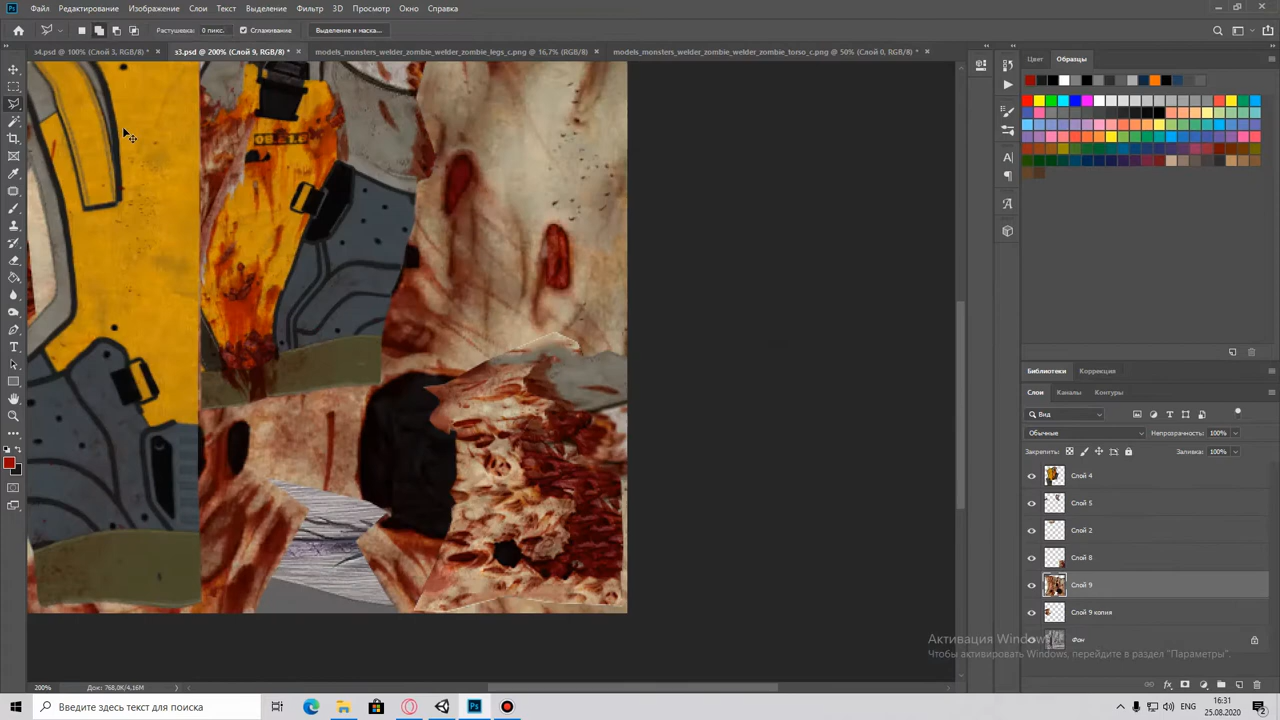 Файл Редактирование Изображение Слои Текст Выделение Фильтр 3D Просмотр Окно Справка
Растушевка: 0 пикс. Сглаживание Выделение и маска...
s4.psd @ 100% (Слой 3, RGB/8) *
s3.psd @ 200% (Слой 9, RGB/8) *
models_monsters_welder_zombie_welder_zombie_legs_c.png @ 16,7% (RGB/8)
models_monsters_welder_zombie_welder_zombie_torso_c.png @ 50% (Слой 0, RGB/8) *
Цвет Образцы
Библиотеки Коррекция
Слои Каналы Контуры
Вид
Обычные Непрозрачность: 100%
Закрепить: Заливка: 100%
Слой 4
Слой 5
Слой 2
Слой 8
Слой 9
Слой 9 копия
Фон
Активация Windows
Чтобы активировать Windows, перейдите в раздел "Параметры".
200% Док: 768,0K/4,16M
Введите здесь текст для поиска
ENG
16:31
25.08.2020
2